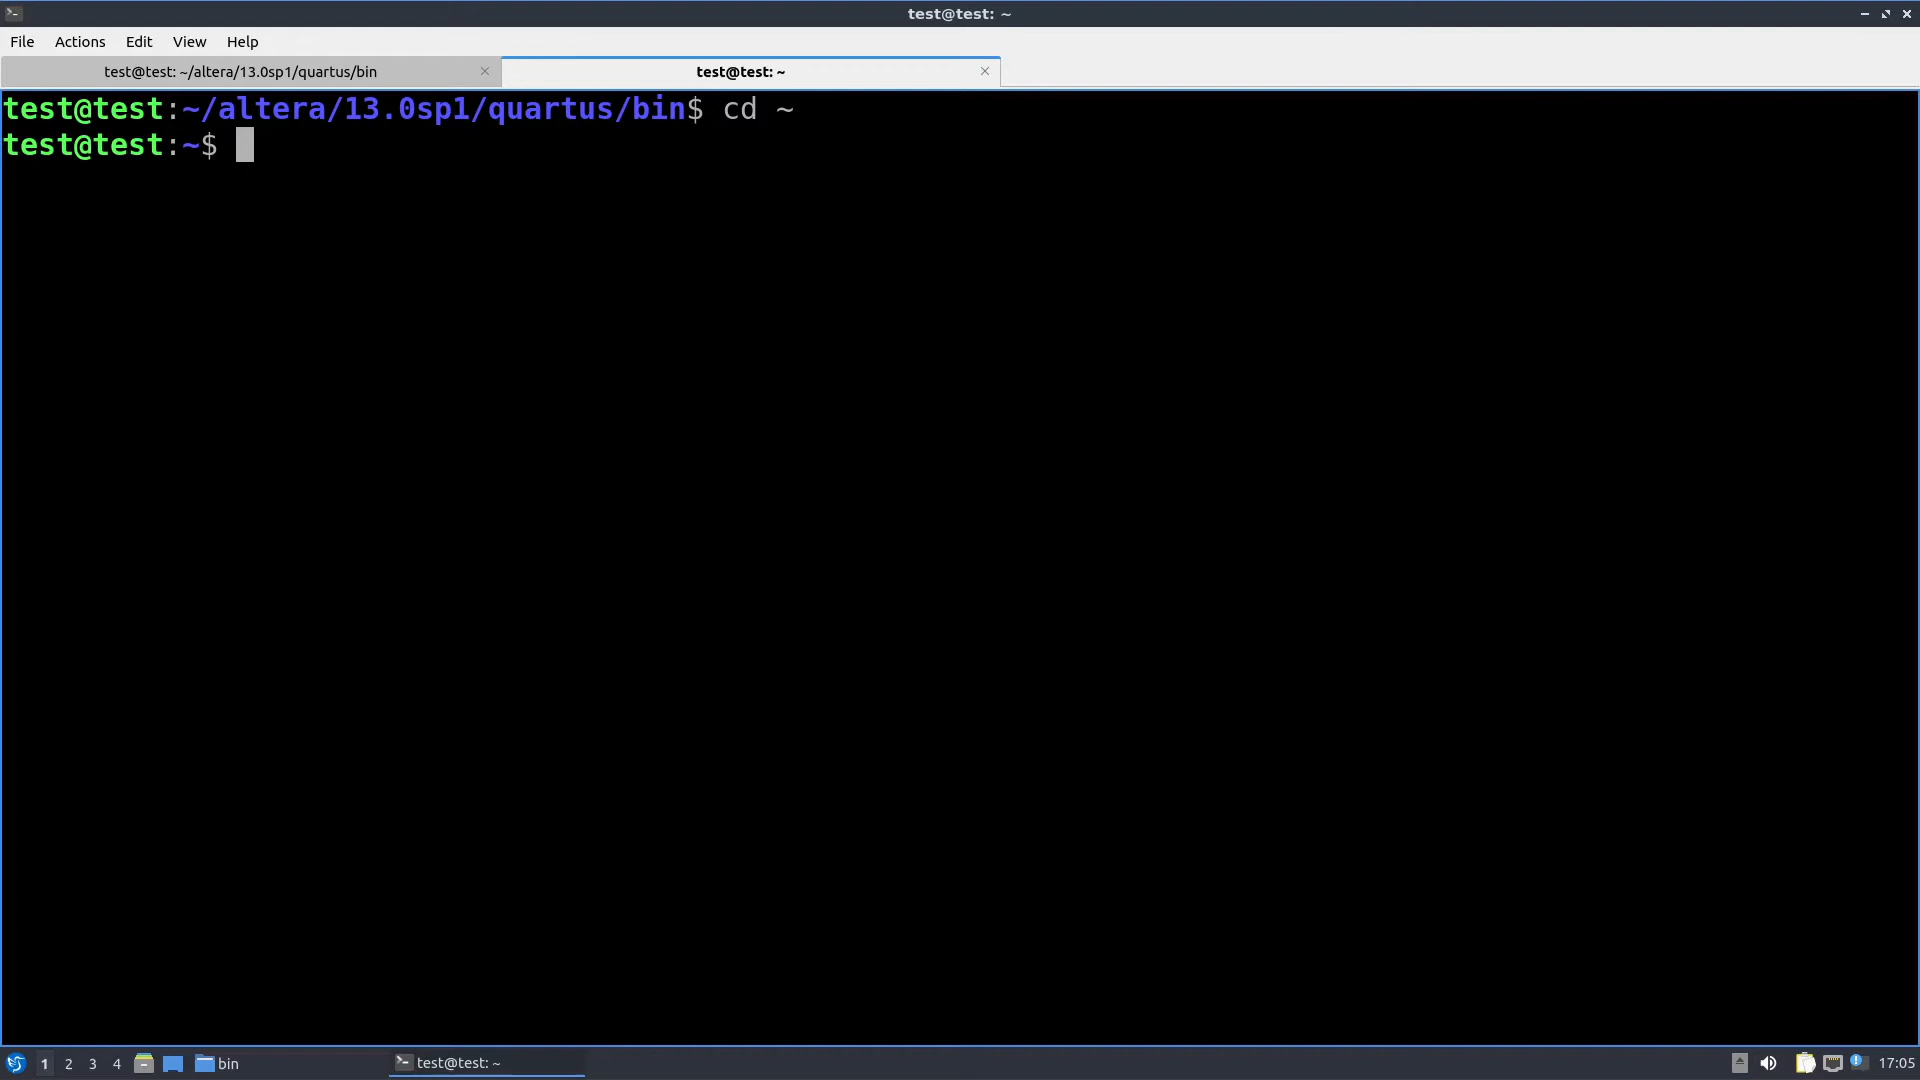 test@test: ~
File Actions Edit View Help
test@test: ~/altera/13.0sp1/quartus/bin
test@test: ~
test@test:~/altera/13.0sp1/quartus/bin$ cd ~
test@test:~$
1 2 3 4 bin test@test: ~ 17:05